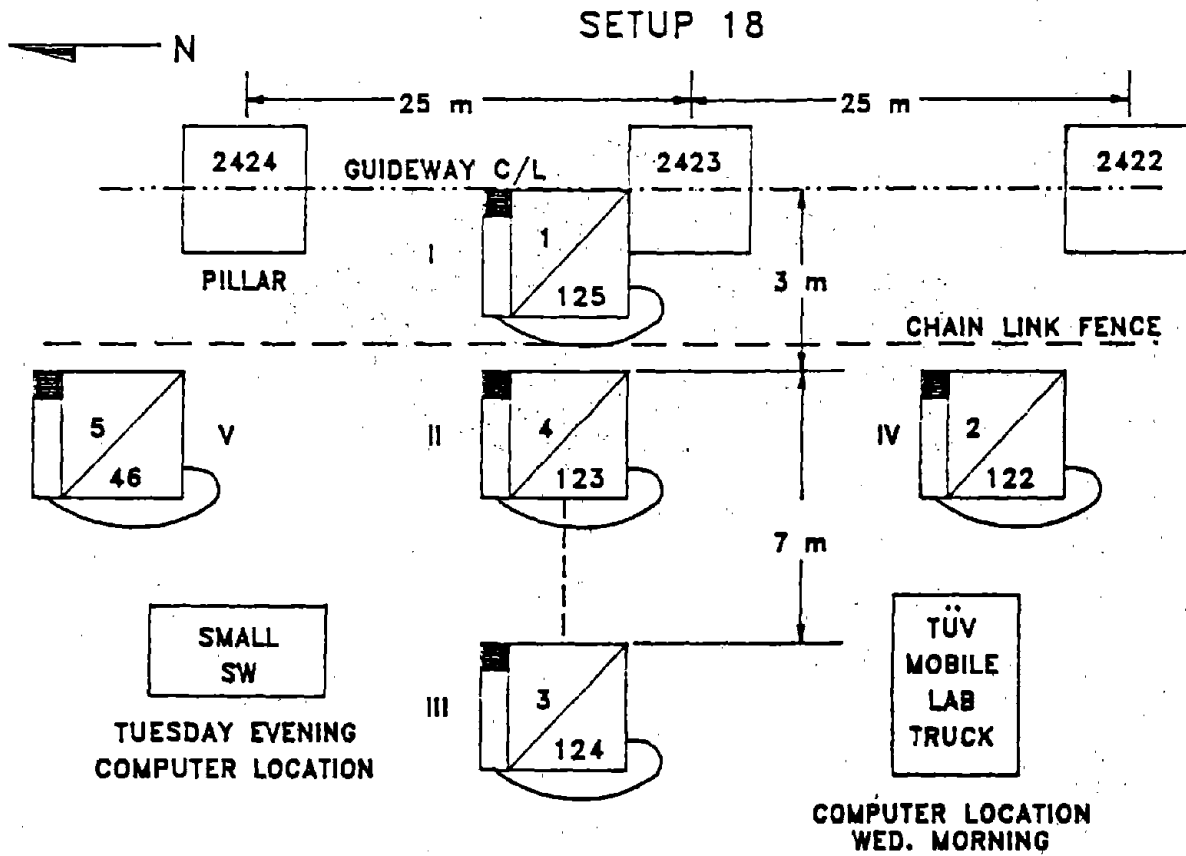 SETUP 18
N
25 m
25 m
2424
2423
2422
GUIDEWAY C/L
PILLAR
I
1
125
3 m
CHAIN LINK FENCE
5
46
V
II
4
123
IV
2
122
7 m
SMALL
SW
TUESDAY EVENING
COMPUTER LOCATION
III
3
124
TÜV
MOBILE
LAB
TRUCK
COMPUTER LOCATION
WED. MORNING